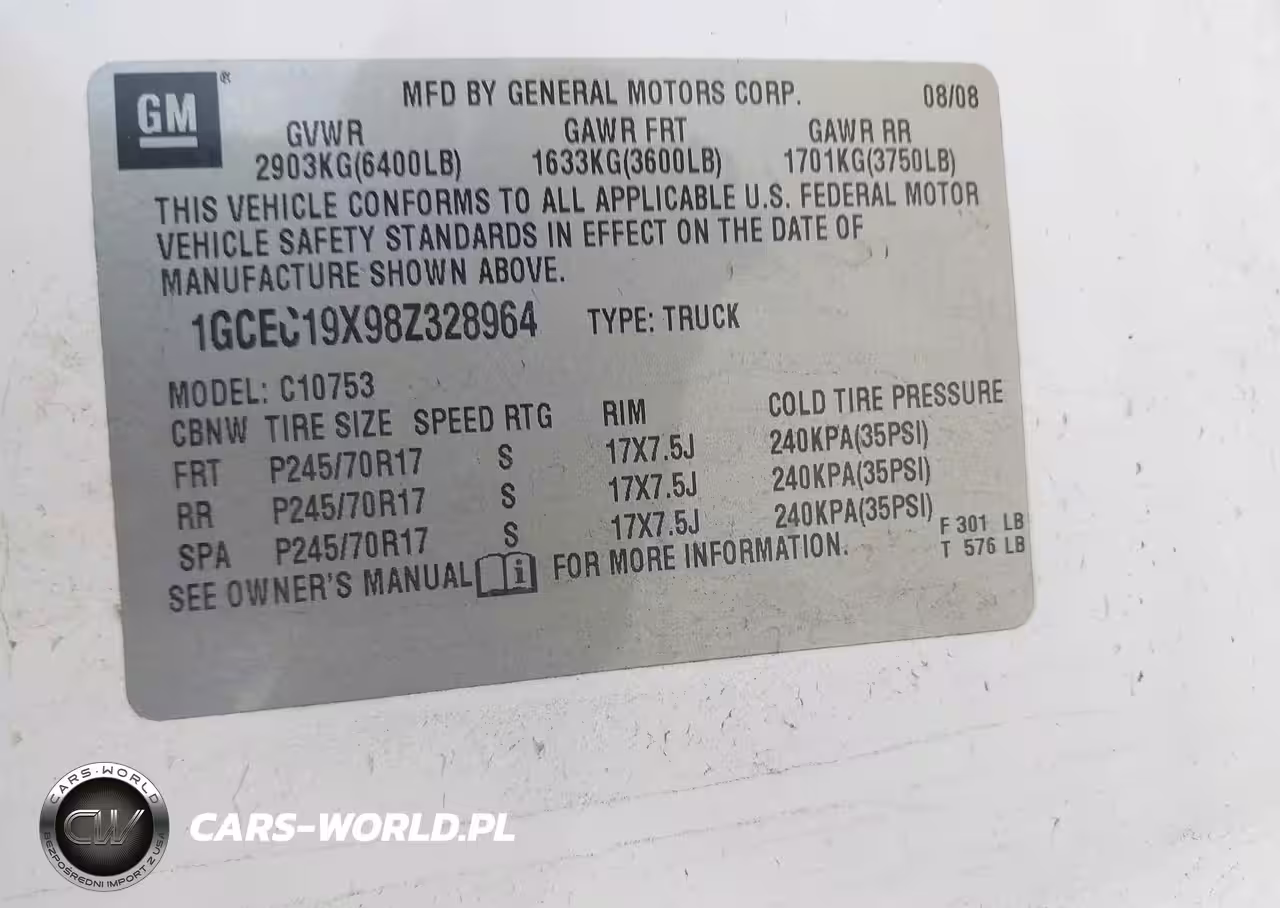 GM®
MFD BY GENERAL MOTORS CORP. 08/08
GVWR GAWR FRT GAWR RR
2903KG(6400LB) 1633KG(3600LB) 1701KG(3750LB)
THIS VEHICLE CONFORMS TO ALL APPLICABLE U.S. FEDERAL MOTOR
VEHICLE SAFETY STANDARDS IN EFFECT ON THE DATE OF
MANUFACTURE SHOWN ABOVE.
1GCEC19X98Z328964 TYPE: TRUCK
MODEL: C10753
CBNW TIRE SIZE SPEED RTG RIM COLD TIRE PRESSURE
FRT P245/70R17 S 17X7.5J 240KPA(35PSI)
RR P245/70R17 S 17X7.5J 240KPA(35PSI)
SPA P245/70R17 S 17X7.5J 240KPA(35PSI) F 301 LB
T 576 LB
SEE OWNER'S MANUAL i FOR MORE INFORMATION.
CARS-WORLD
CW
BEZPOŚREDNI IMPORT Z USA
CARS-WORLD.PL